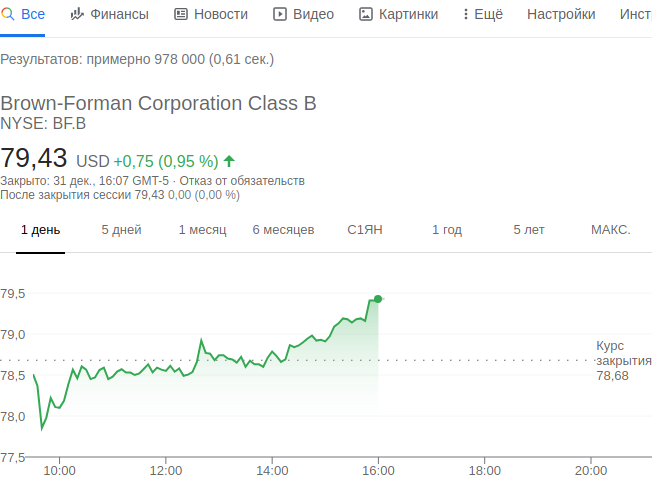 Все Финансы Новости Видео Картинки Ещё Настройки Инст
Результатов: примерно 978 000 (0,61 сек.)
Brown-Forman Corporation Class B
NYSE: BF.B
79,43 USD +0,75 (0,95 %)
Закрыто: 31 дек., 16:07 GMT-5 · Отказ от обязательств
После закрытия сессии 79,43 0,00 (0,00 %)
1 день 5 дней 1 месяц 6 месяцев С1ЯН 1 год 5 лет МАКС.
79,5
79,0
Курс
закрытия
78,68
78,5
78,0
77,5
10:00 12:00 14:00 16:00 18:00 20:00